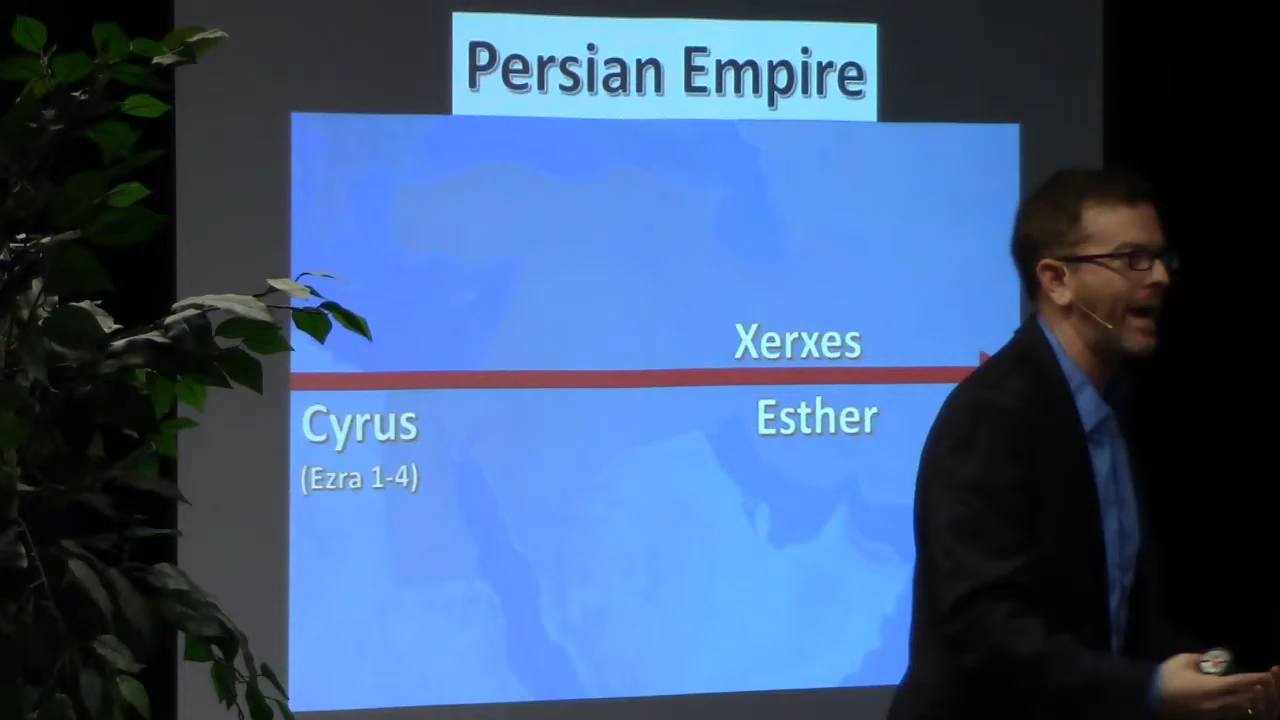 Persian Empire
Xerxes
Cyrus
Esther
(Ezra 1-4)